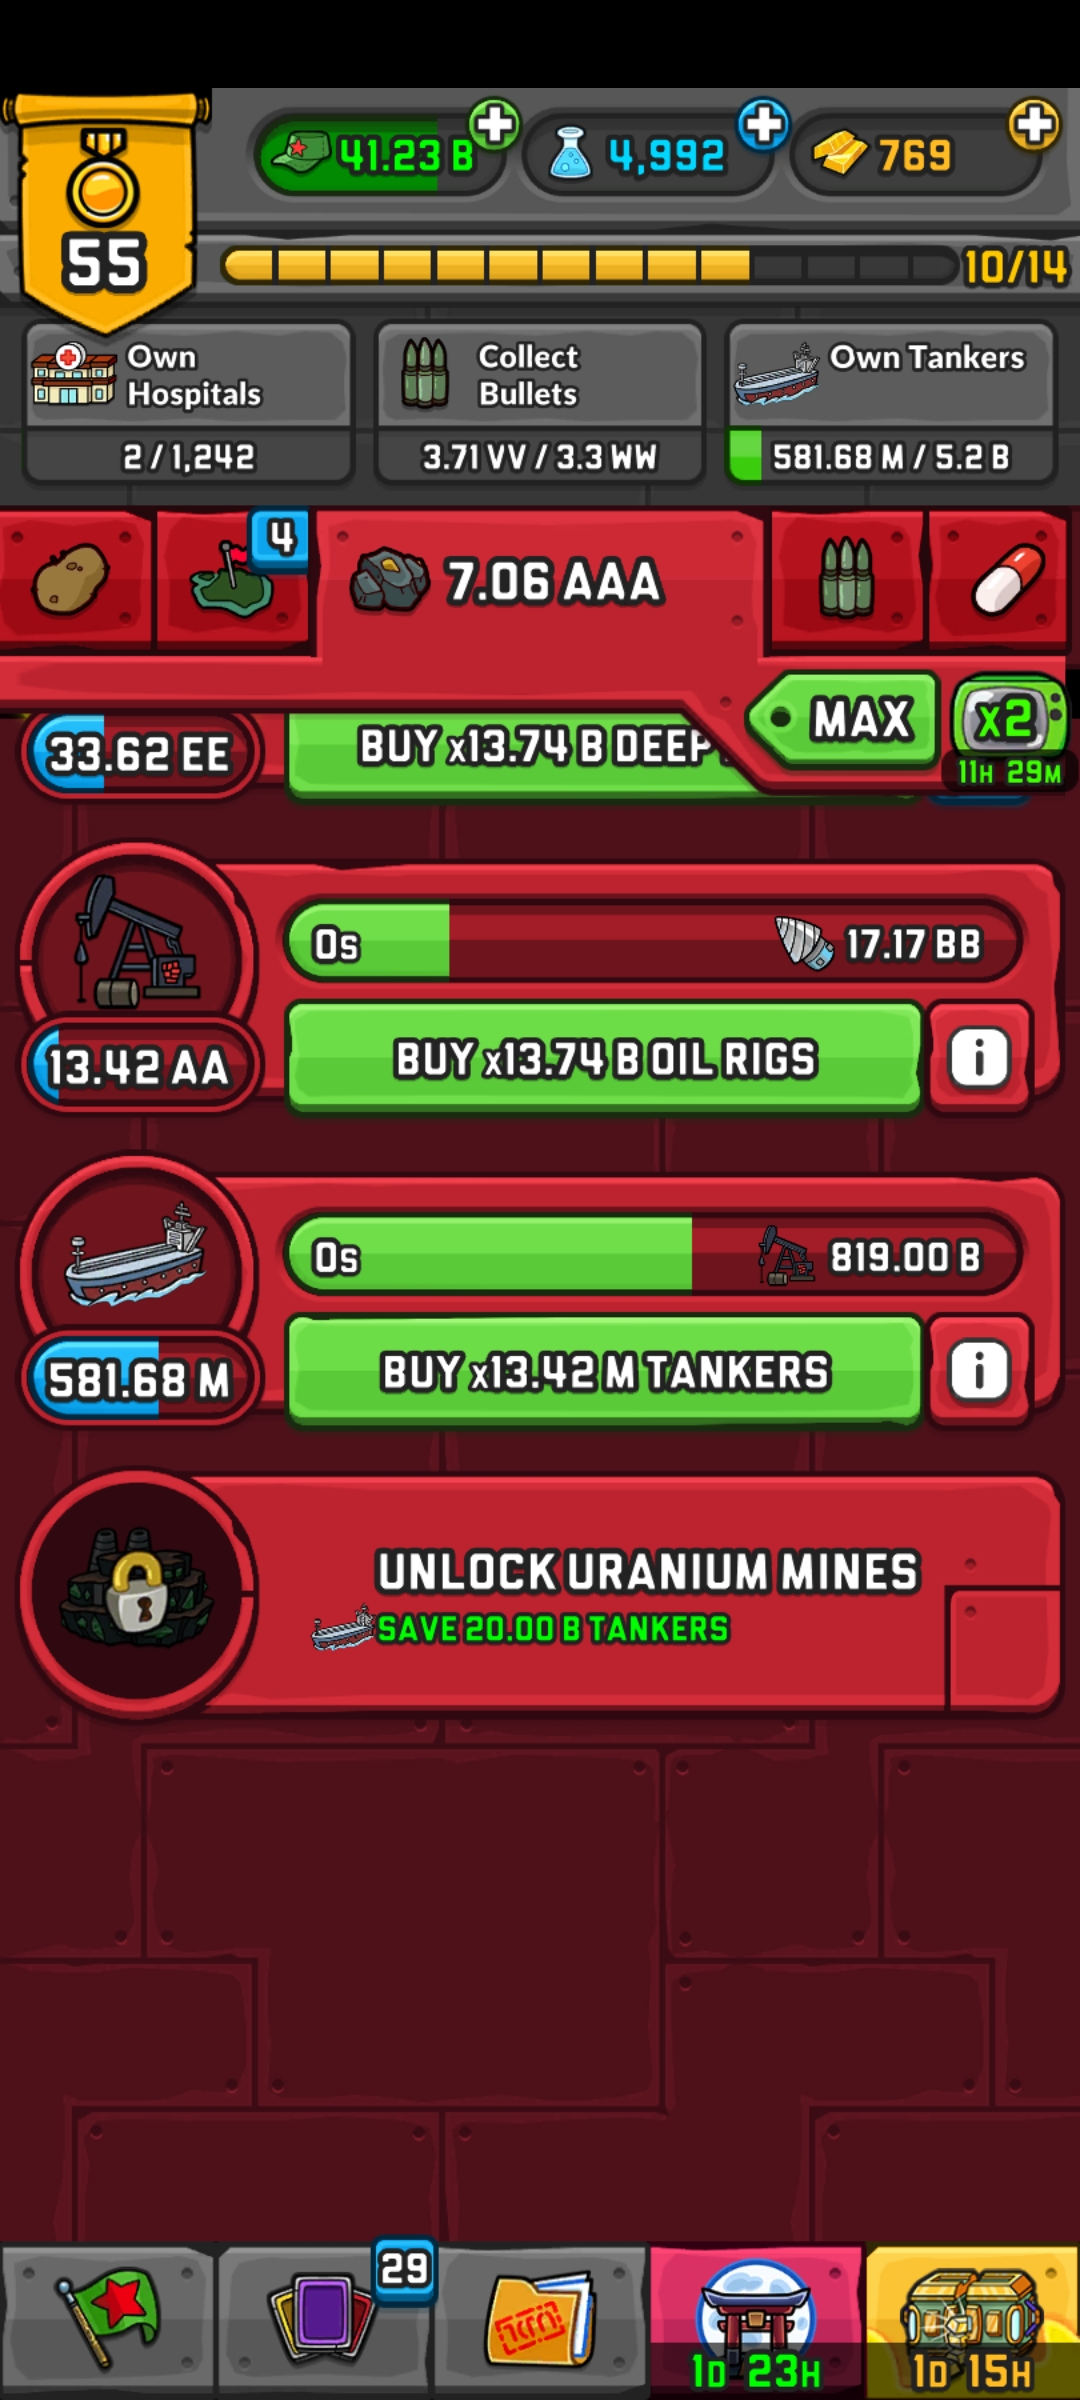 41.23 B
4,992
769
55
10/14
Own
Hospitals
2 / 1,242
Collect
Bullets
3.71 VV / 3.3 WW
Own Tankers
581.68 M / 5.2 B
4
7.06 AAA
MAX
x2
11H 29M
33.62 EE
BUY x13.74 B DEEP
0s
17.17 BB
13.42 AA
BUY x13.74 B OIL RIGS
i
0s
819.00 B
581.68 M
BUY x13.42 M TANKERS
i
UNLOCK URANIUM MINES
SAVE 20.00 B TANKERS
29
1D 23H
1D 15H